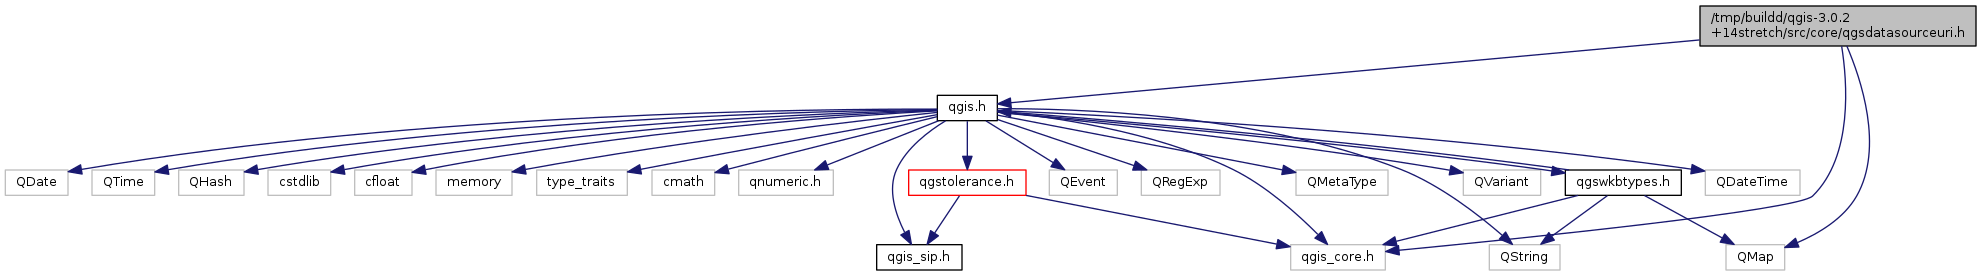 /tmp/buildd/qgis-3.0.2
+14stretch/src/core/qgsdatasourceuri.h
qgis.h
QDate
QTime
QHash
cstdlib
cfloat
memory
type_traits
cmath
qnumeric.h
qgstolerance.h
QEvent
QRegExp
QMetaType
QVariant
qgswkbtypes.h
QDateTime
qgis_sip.h
qgis_core.h
QString
QMap